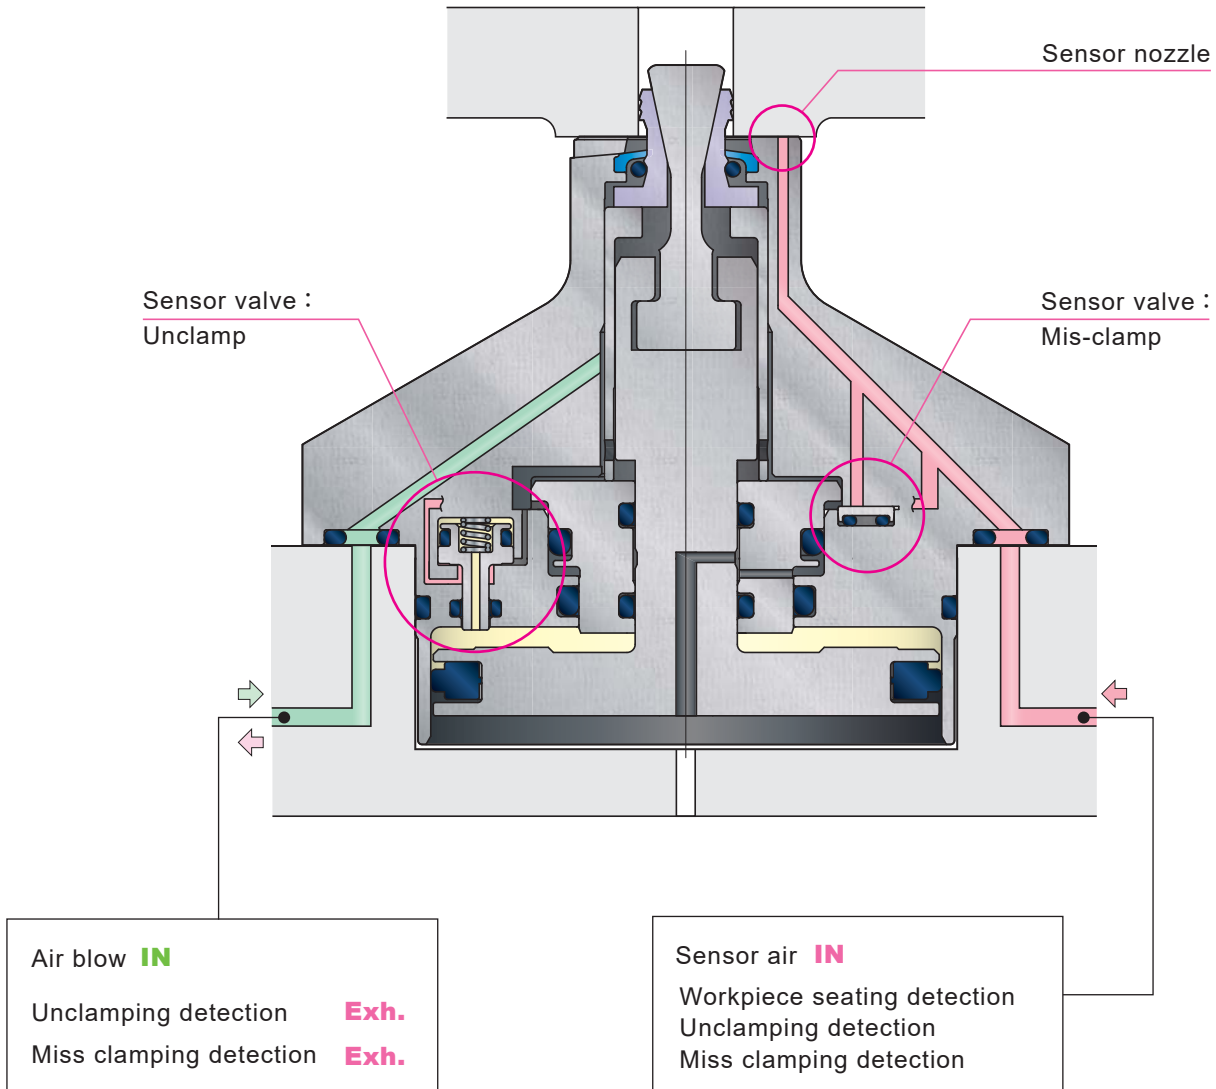 Sensor nozzle
Sensor valve：
Unclamp
Sensor valve：
Mis-clamp
Air blow IN
Unclamping detection Exh.
Miss clamping detection Exh.
Sensor air IN
Workpiece seating detection
Unclamping detection
Miss clamping detection